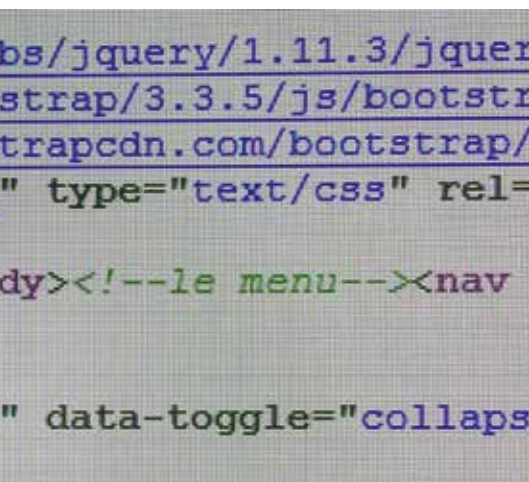 bs/jquery/1.11.3/jquer
strap/3.3.5/js/bootstr
trapcdn.com/bootstrap/
" type="text/css" rel=
dy><!--le menu--><nav
" data-toggle="collaps